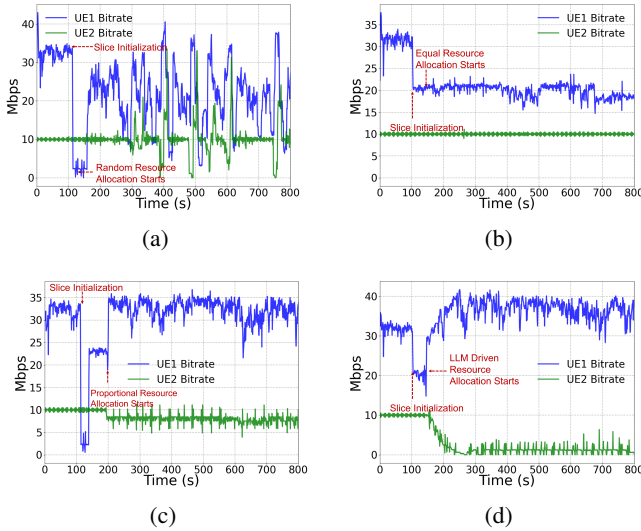 UE1 Bitrate
UE2 Bitrate
Slice Initialization
Random Resource
Allocation Starts
Mbps
40
30
20
10
0
0 100 200 300 400 500 600 700 800
Time (s)
(a)
UE1 Bitrate
UE2 Bitrate
Equal Resource
Allocation Starts
Slice Initialization
Mbps
35
30
25
20
15
10
5
0
0 100 200 300 400 500 600 700 800
Time (s)
(b)
Slice Initialization
UE1 Bitrate
UE2 Bitrate
Proportional Resource
Allocation Starts
Mbps
35
30
25
20
15
10
5
0
0 100 200 300 400 500 600 700 800
Time (s)
(c)
UE1 Bitrate
UE2 Bitrate
LLM Driven
Resource
Allocation Starts
Slice Initialization
Mbps
40
30
20
10
0
0 100 200 300 400 500 600 700 800
Time (s)
(d)